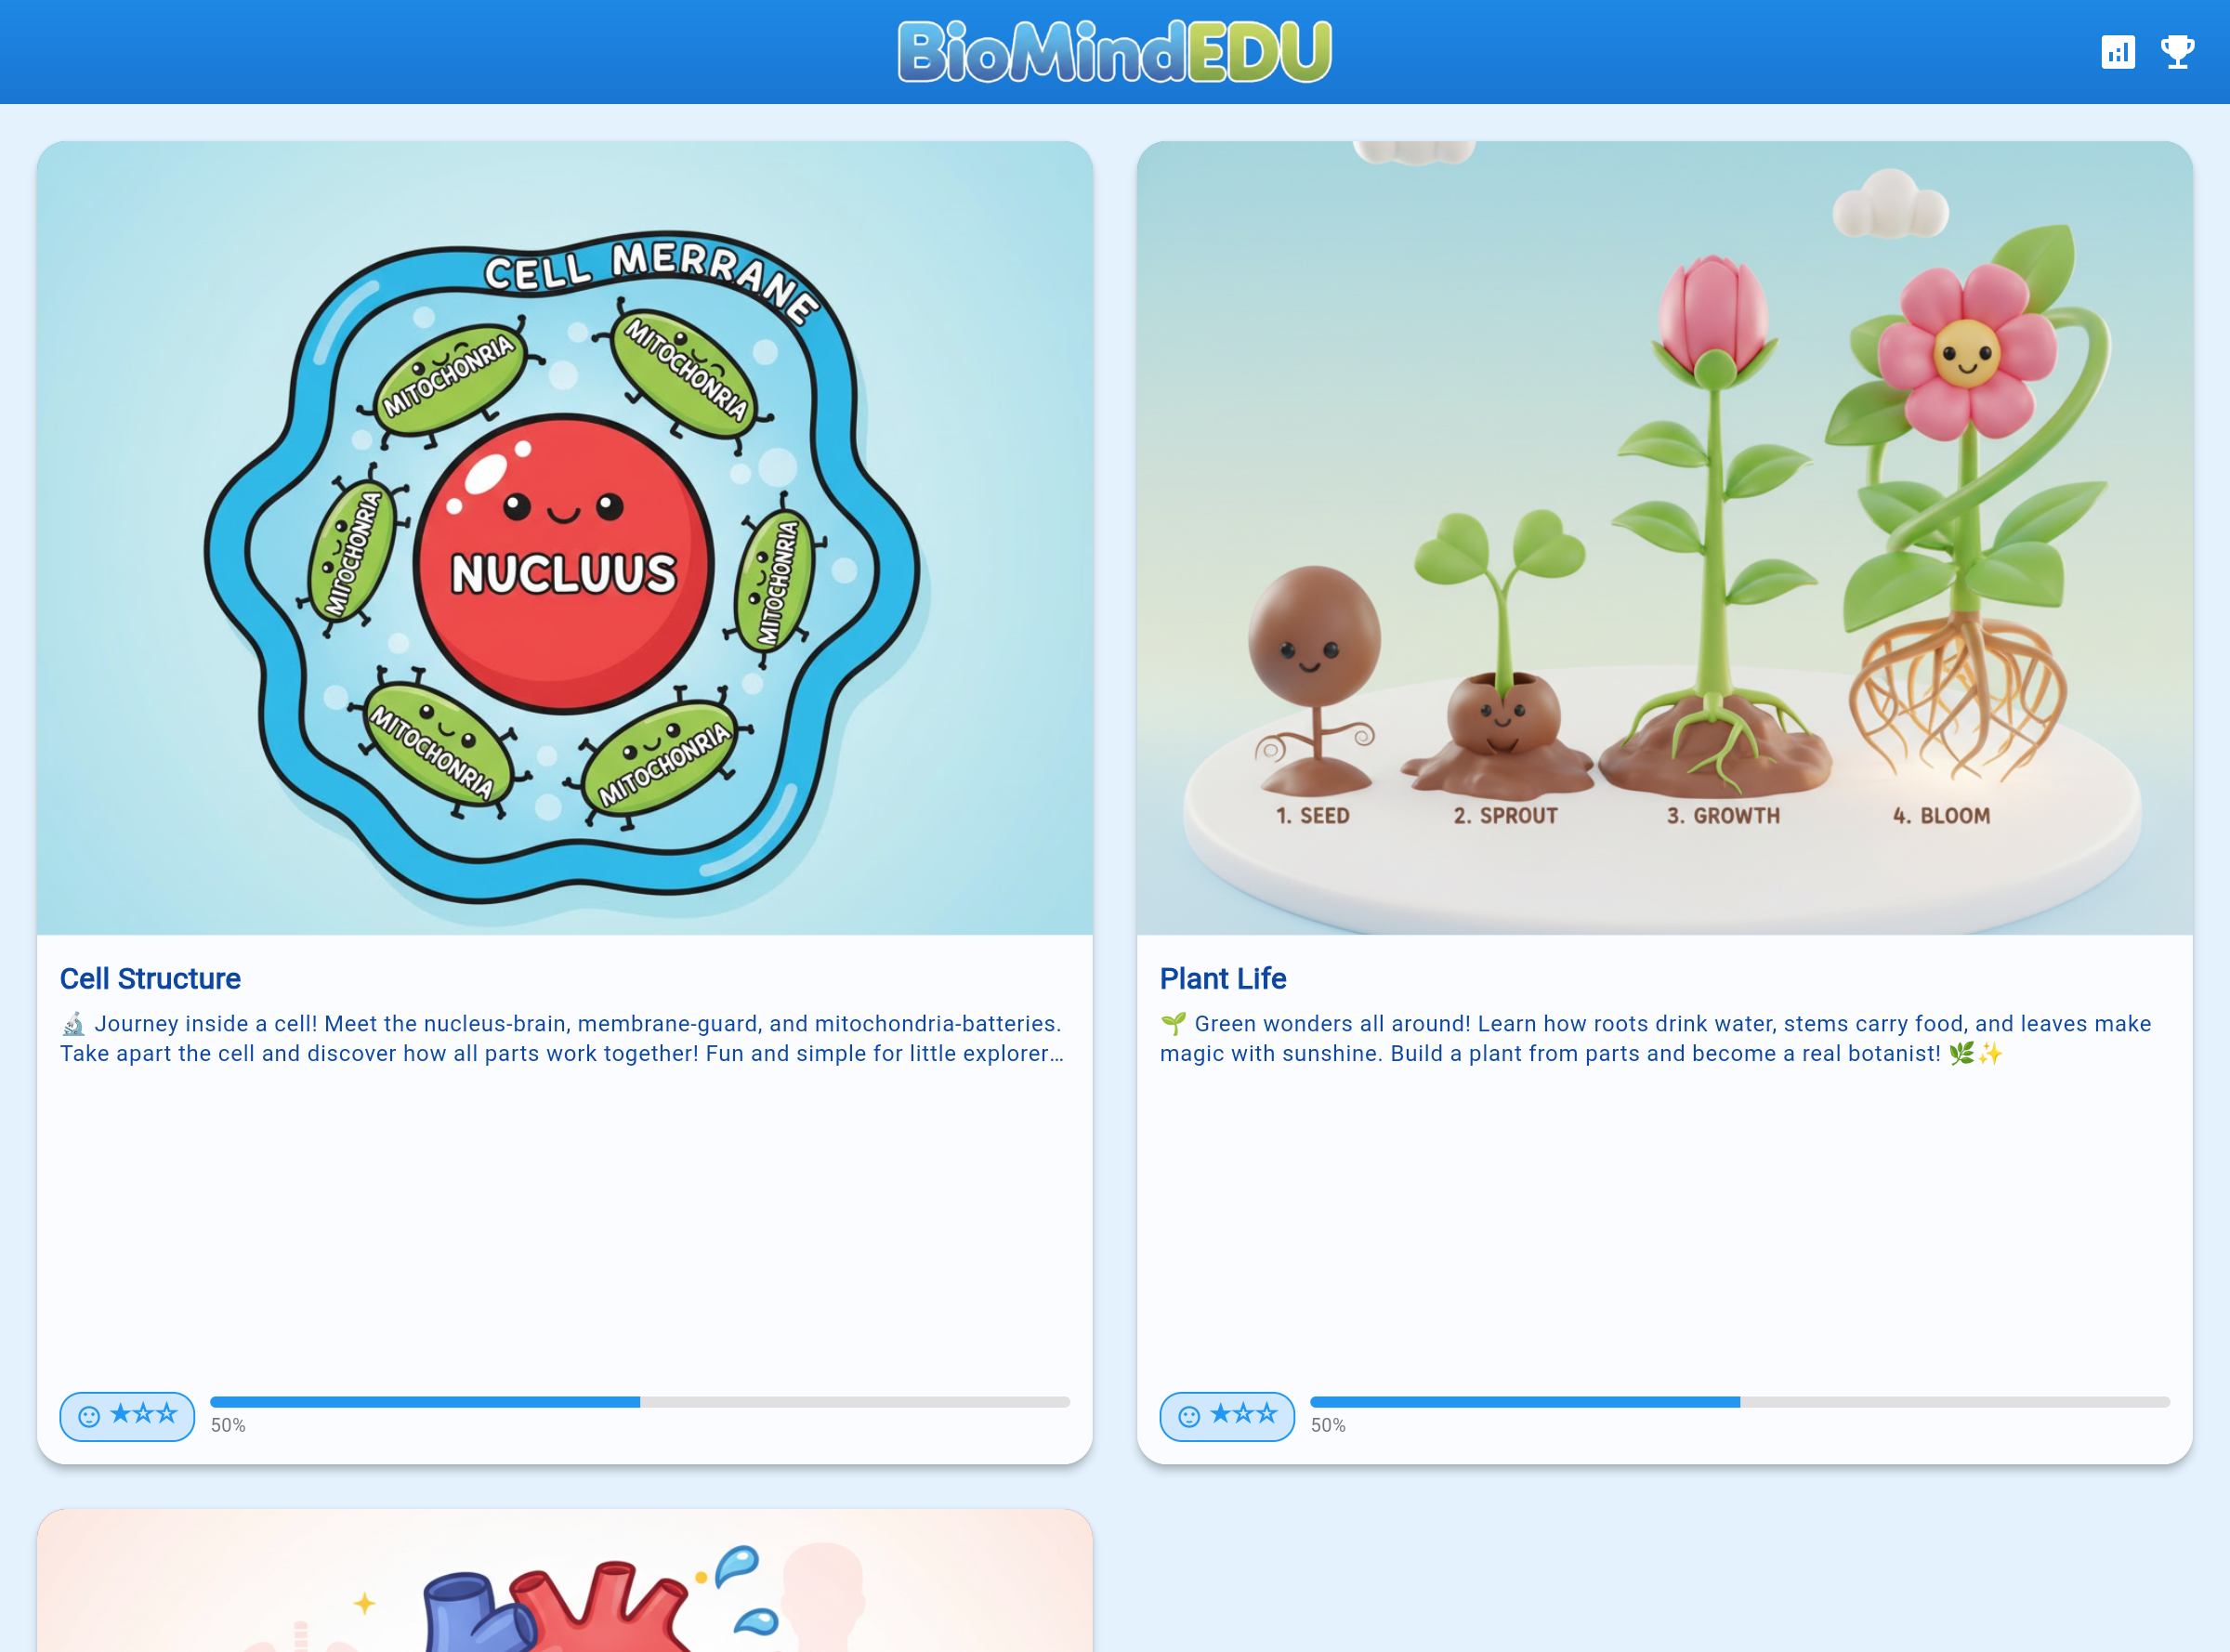 BioMindEDU
CELL MERRANE
MITOCHONRIA
MITOCHONRIA
MITOCHONRIA
MITOCHONRIA
NUCLUUS
MITOCHONRIA
MITOCHONRIA
1. SEED
2. SPROUT
3. GROWTH
4. BLOOM
Cell Structure
🔬 Journey inside a cell! Meet the nucleus-brain, membrane-guard, and mitochondria-batteries.
Take apart the cell and discover how all parts work together! Fun and simple for little explorer…
50%
Plant Life
🌱 Green wonders all around! Learn how roots drink water, stems carry food, and leaves make
magic with sunshine. Build a plant from parts and become a real botanist! 🌿✨
50%